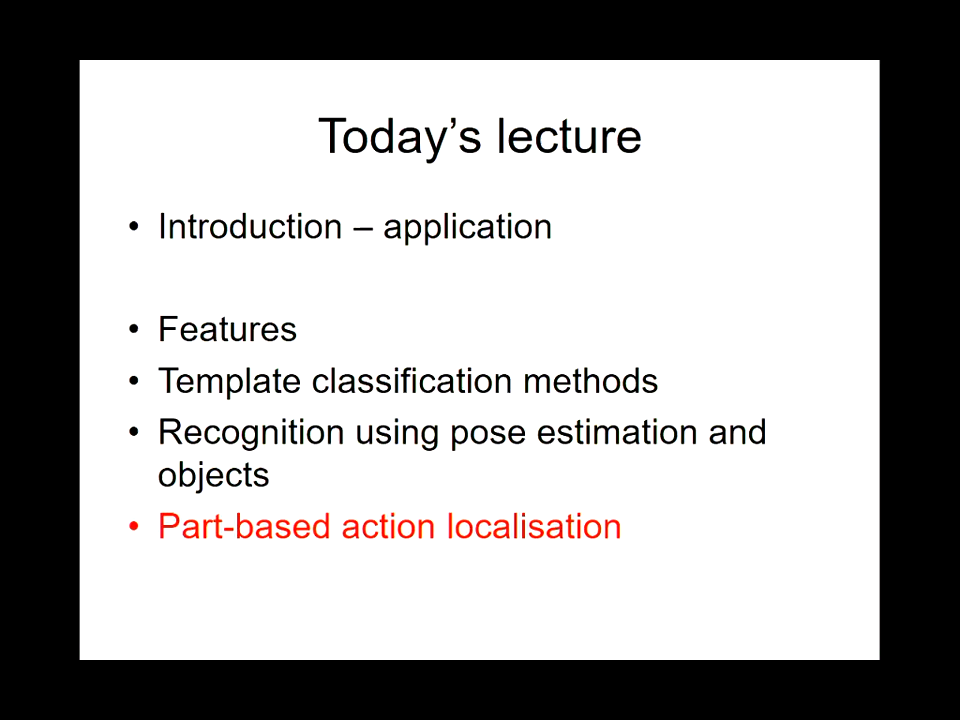 Today’s lecture
• Introduction – application
• Features
• Template classification methods
• Recognition using pose estimation and
objects
• Part-based action localisation